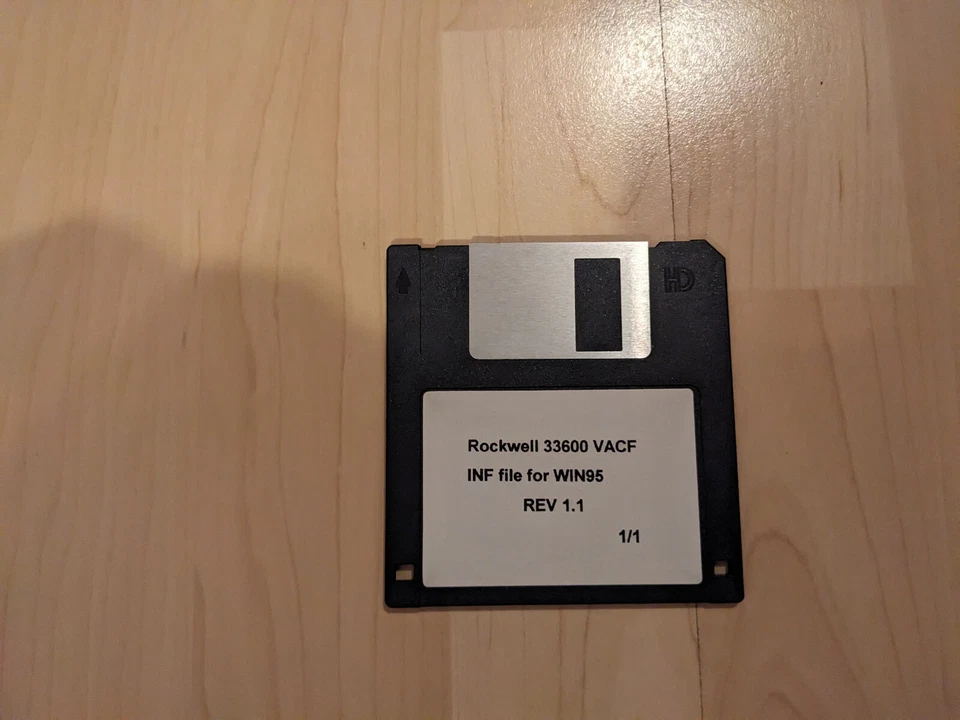 HD
Rockwell 33600 VACF
INF file for WIN95
REV 1.1
1/1